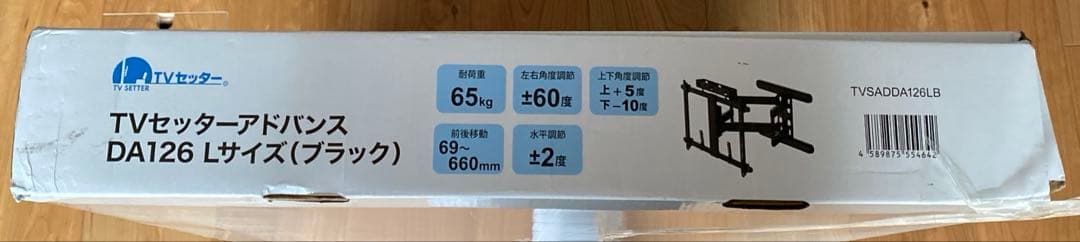 TVセッター®
TV SETTER
TVセッターアドバンス
DA126 Lサイズ(ブラック)
耐荷重
65kg
左右角度調節
±60度
上下角度調節
上+5度
下-10度
前後移動
69~
660mm
水平調節
±2度
TVSADDA126LB
4 589875 554642